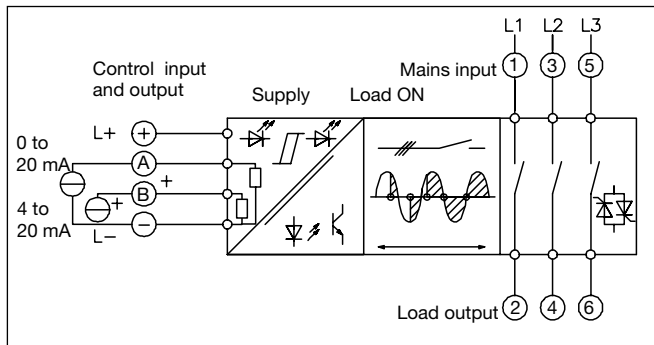 L1 L2 L3
Control input
and output
Mains input
1 3 5
Supply Load ON
L+ +
0 to
20 mA
A
B +
+
4 to
20 mA
L− −
Load output
2 4 6